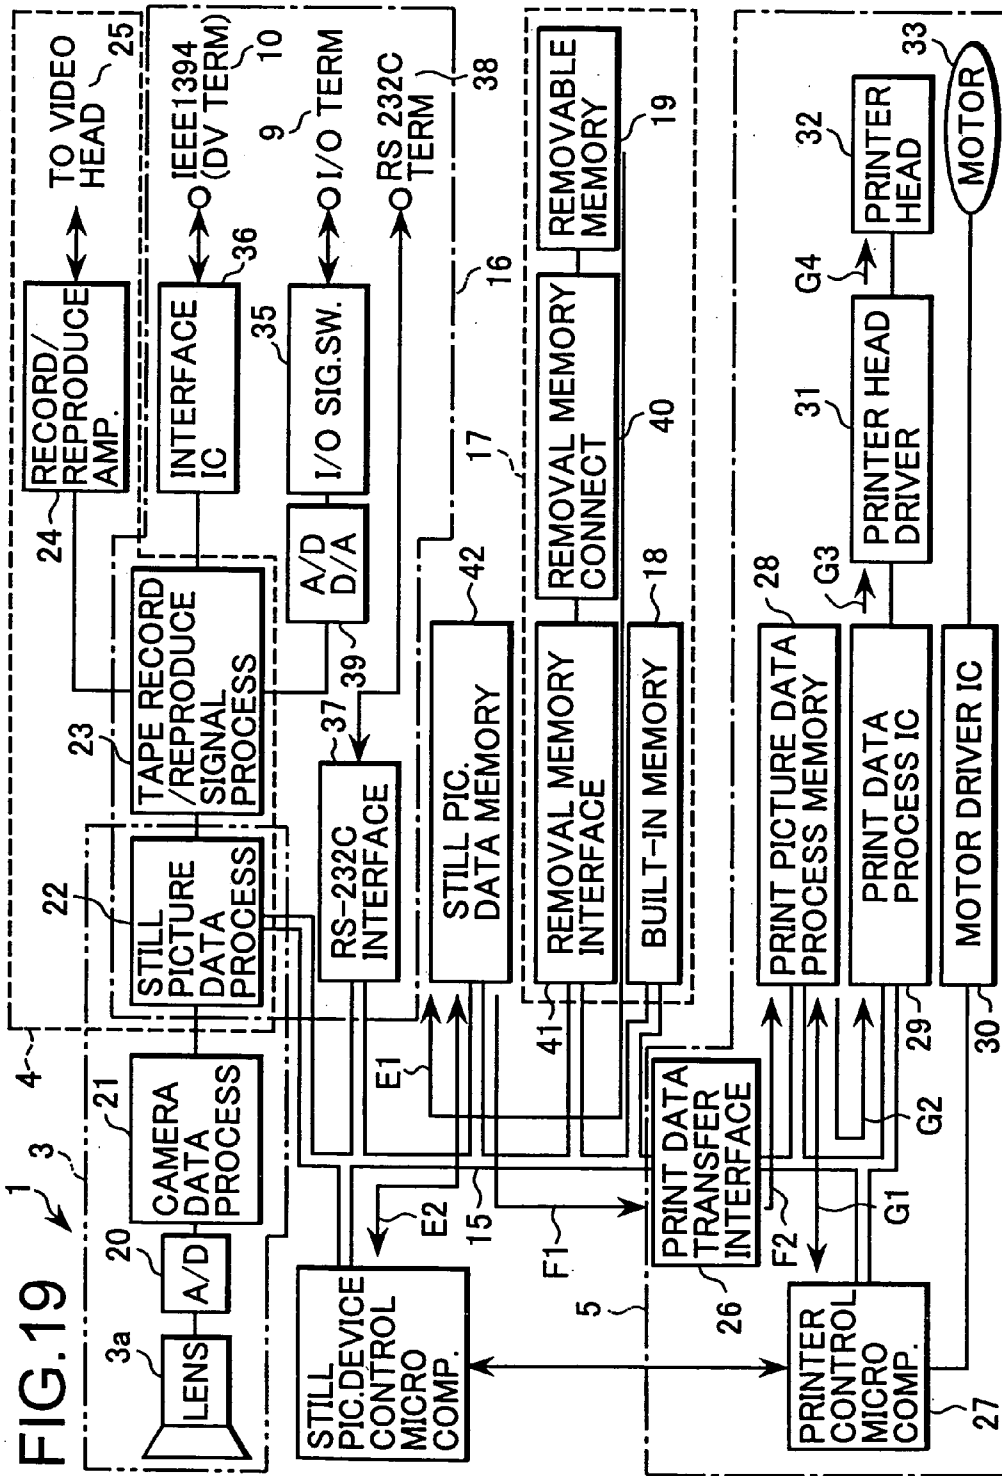 FIG.19
1
3
4
3a
LENS
20
A/D
21
CAMERA
DATA
PROCESS
22
STILL
PICTURE
DATA
PROCESS
23
TAPE RECORD
/REPRODUCE
SIGNAL
PROCESS
24
RECORD/
REPRODUCE
AMP.
TO VIDEO
HEAD
25
INTERFACE
IC
36
IEEE1394
(DV TERM)
10
A/D
D/A
39
I/O SIG.SW.
35
I/O TERM
9
RS 232C
TERM
38
16
RS-232C
INTERFACE
37
STILL
PIC.DEVICE
CONTROL
MICRO
COMP.
E2
E1
15
F1
STILL PIC.
DATA MEMORY
42
17
REMOVAL MEMORY
INTERFACE
41
REMOVAL MEMORY
CONNECT
40
REMOVABLE
MEMORY
19
BUILT-IN MEMORY
18
5
PRINT DATA
TRANSFER
INTERFACE
26
F2
G1
G2
PRINTER
CONTROL
MICRO
COMP.
27
PRINT PICTURE DATA
PROCESS MEMORY
28
PRINT DATA
PROCESS IC
29
MOTOR DRIVER IC
30
G3
PRINTER HEAD
DRIVER
31
G4
PRINTER
HEAD
32
MOTOR
33